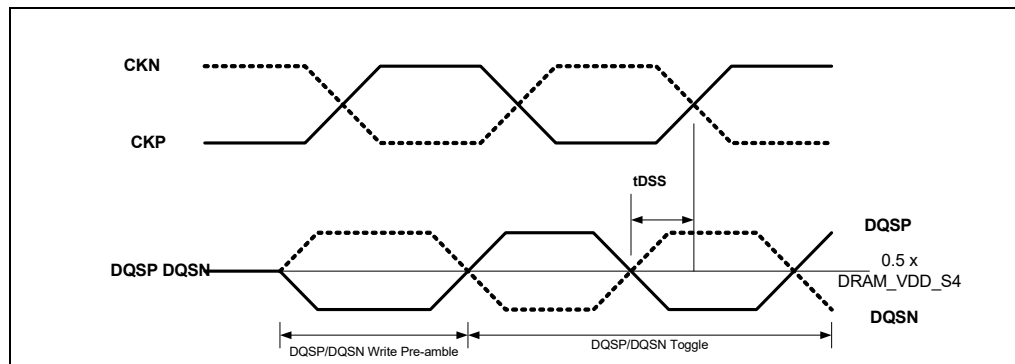 CKN
CKP
tDSS
DQSP
DQSP DQSN
0.5 x
DRAM_VDD_S4
DQSN
DQSP/DQSN Write Pre-amble
DQSP/DQSN Toggle